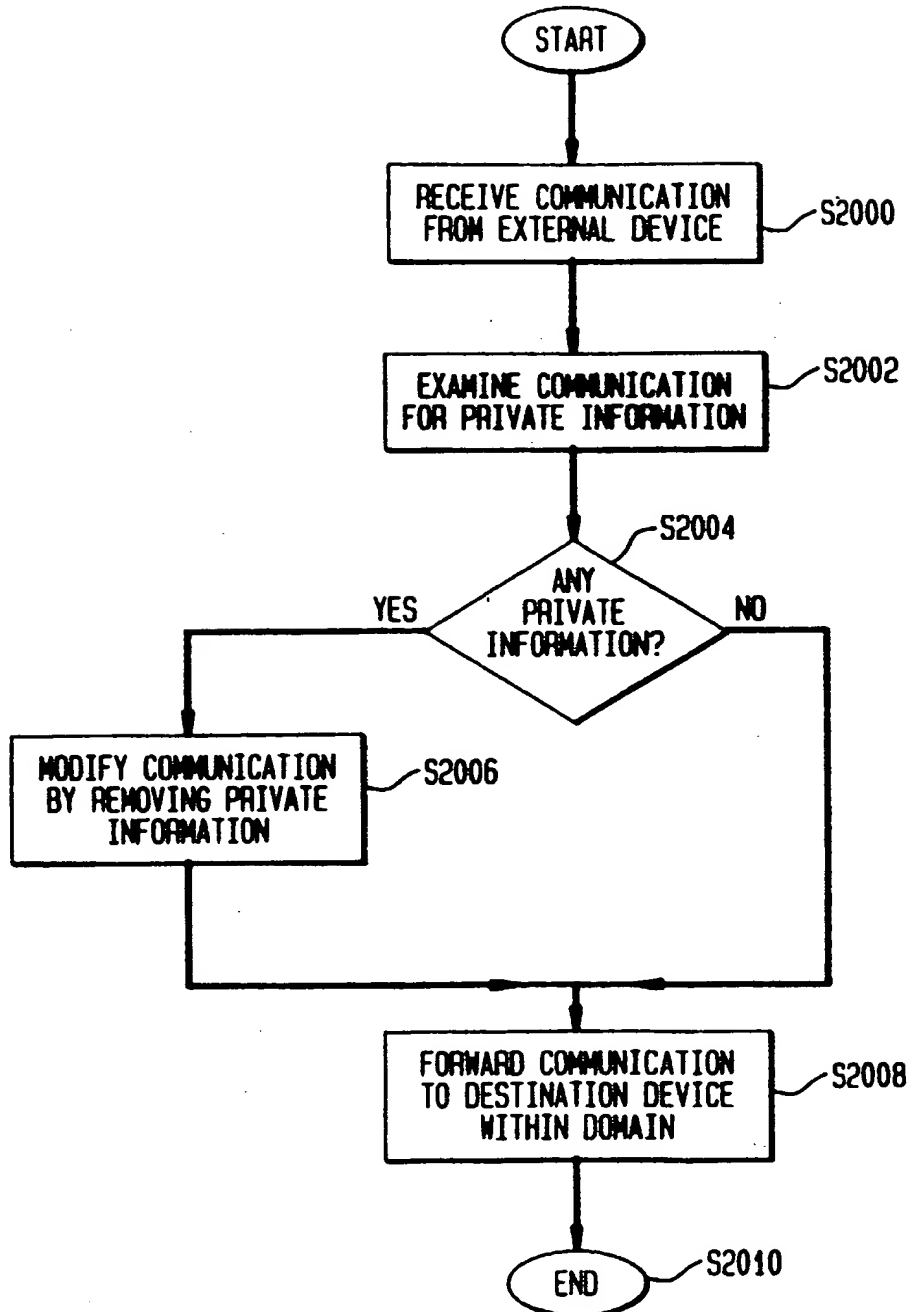 START
RECEIVE COMMUNICATION
FROM EXTERNAL DEVICE
S2000
EXAMINE COMMUNICATION
FOR PRIVATE INFORMATION
S2002
S2004
ANY
PRIVATE
INFORMATION?
YES
NO
MODIFY COMMUNICATION
BY REMOVING PRIVATE
INFORMATION
S2006
FORWARD COMMUNICATION
TO DESTINATION DEVICE
WITHIN DOMAIN
S2008
END
S2010